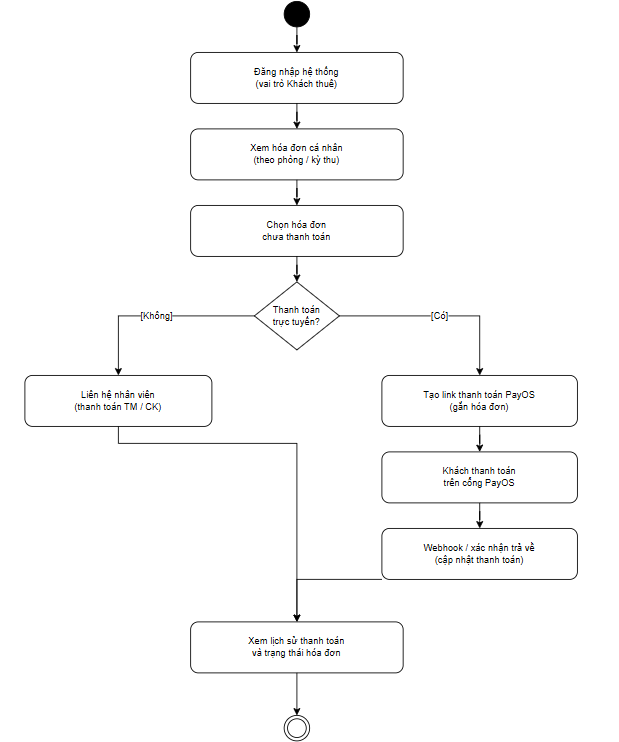 Đăng nhập hệ thống
(vai trò Khách thuê)
Xem hóa đơn cá nhân
(theo phòng / kỳ thu)
Chọn hóa đơn
chưa thanh toán
Thanh toán
trực tuyến?
[Không]
[Có]
Liên hệ nhân viên
(thanh toán TM / CK)
Tạo link thanh toán PayOS
(gắn hóa đơn)
Khách thanh toán
trên cổng PayOS
Webhook / xác nhận trả về
(cập nhật thanh toán)
Xem lịch sử thanh toán
và trạng thái hóa đơn